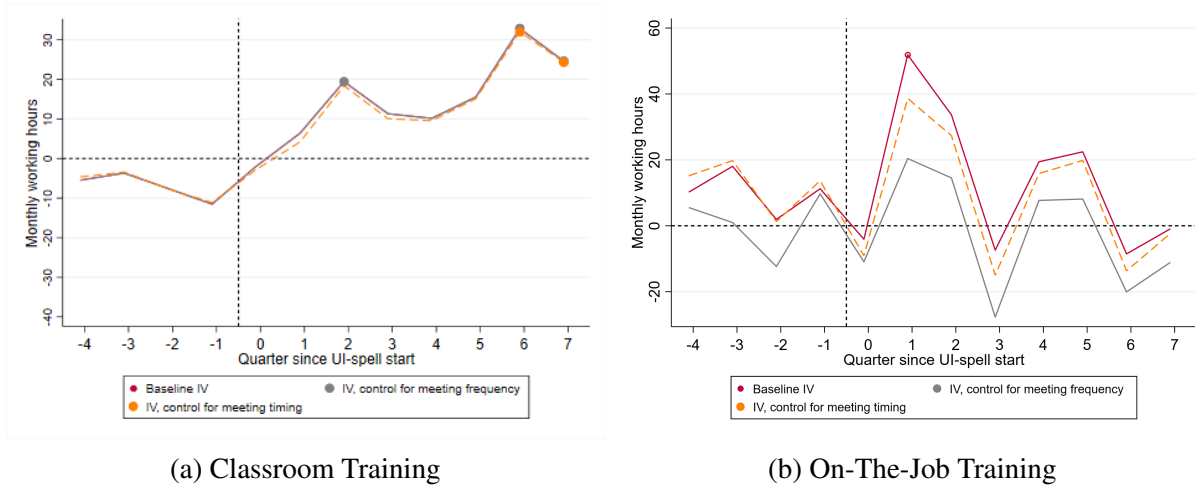 Monthly working hours
30
20
10
0
-10
-20
-30
-40
-4 -3 -2 -1 0 1 2 3 4 5 6 7
Quarter since UI-spell start
Baseline IV
IV, control for meeting frequency
IV, control for meeting timing
(a) Classroom Training
Monthly working hours
60
40
20
0
-20
-4 -3 -2 -1 0 1 2 3 4 5 6 7
Quarter since UI-spell start
Baseline IV
IV, control for meeting frequency
IV, control for meeting timing
(b) On-The-Job Training